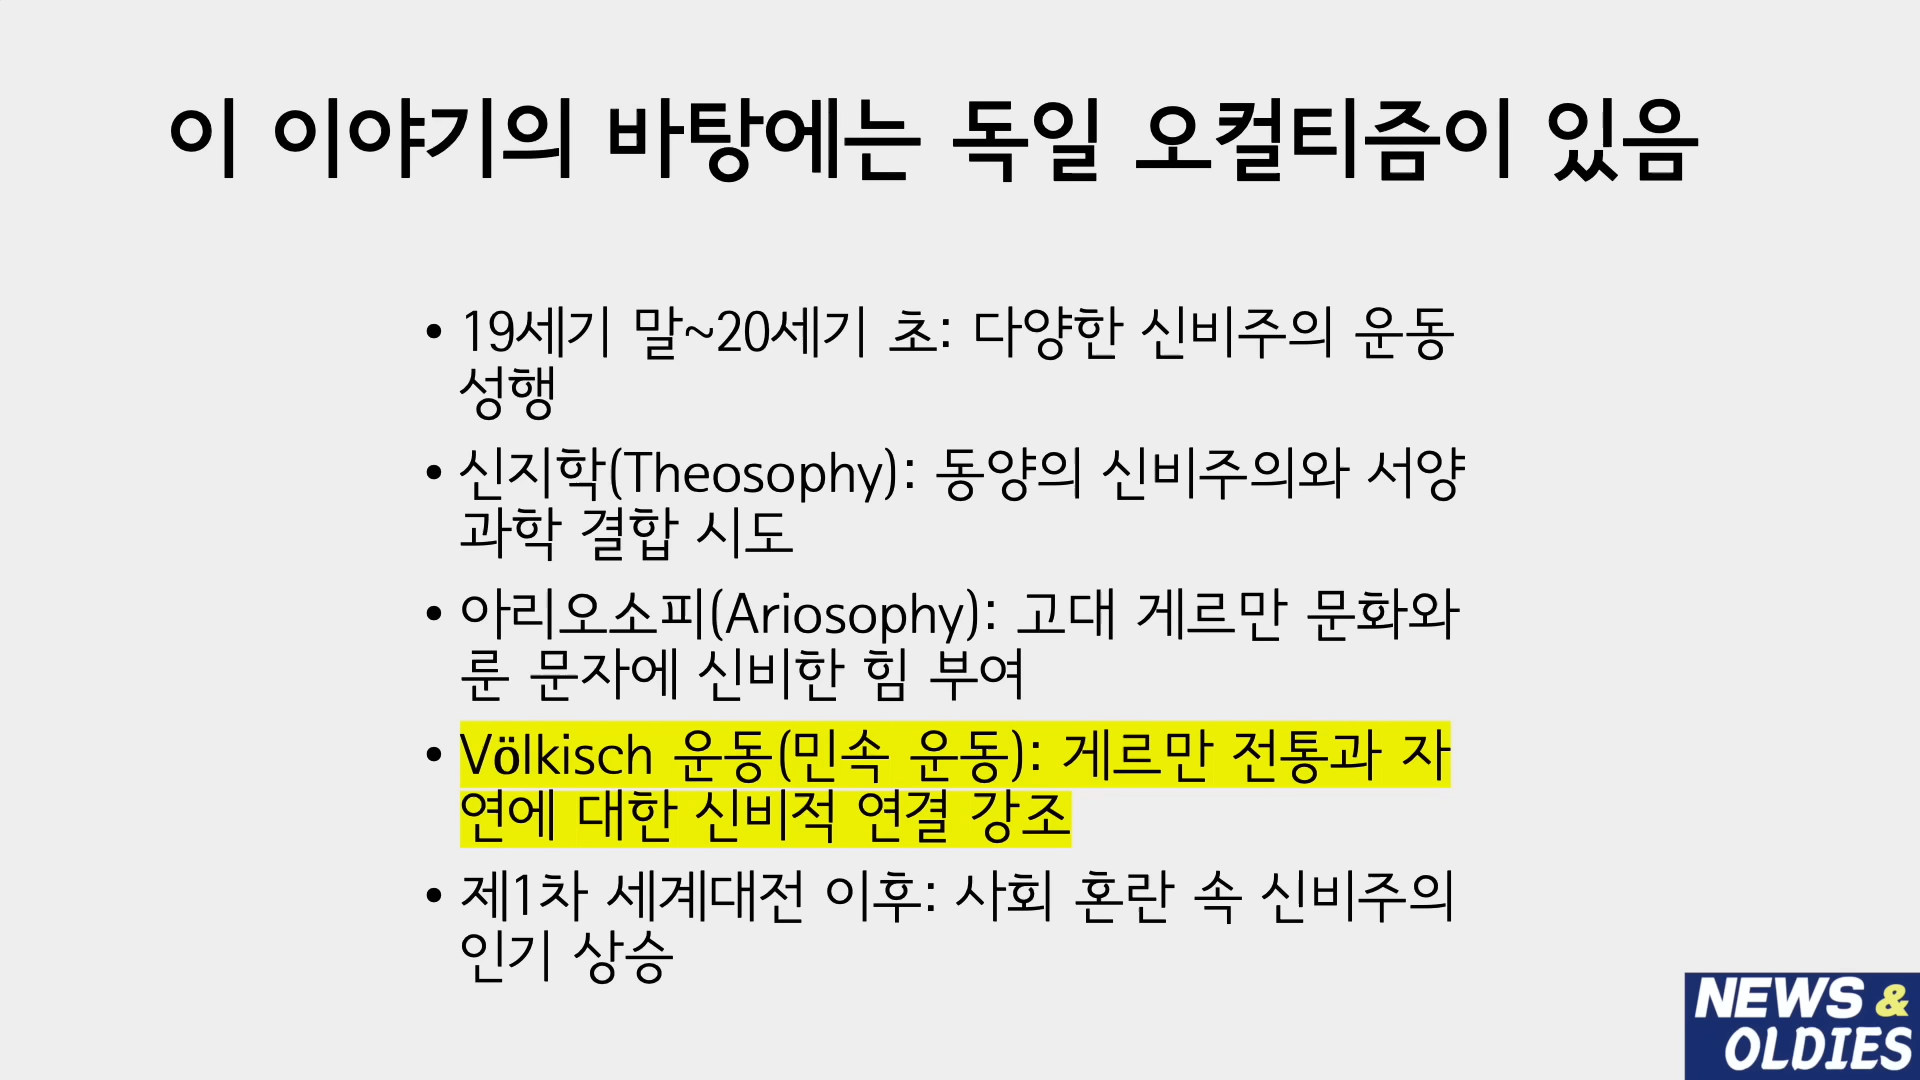 이 이야기의 바탕에는 독일 오컬티즘이 있음
• 19세기 말~20세기 초: 다양한 신비주의 운동
성행
• 신지학(Theosophy): 동양의 신비주의와 서양
과학 결합 시도
• 아리오소피(Ariosophy): 고대 게르만 문화와
룬 문자에 신비한 힘 부여
• Völkisch 운동(민속 운동): 게르만 전통과 자
연에 대한 신비적 연결 강조
• 제1차 세계대전 이후: 사회 혼란 속 신비주의
인기 상승
NEWS &
OLDIES